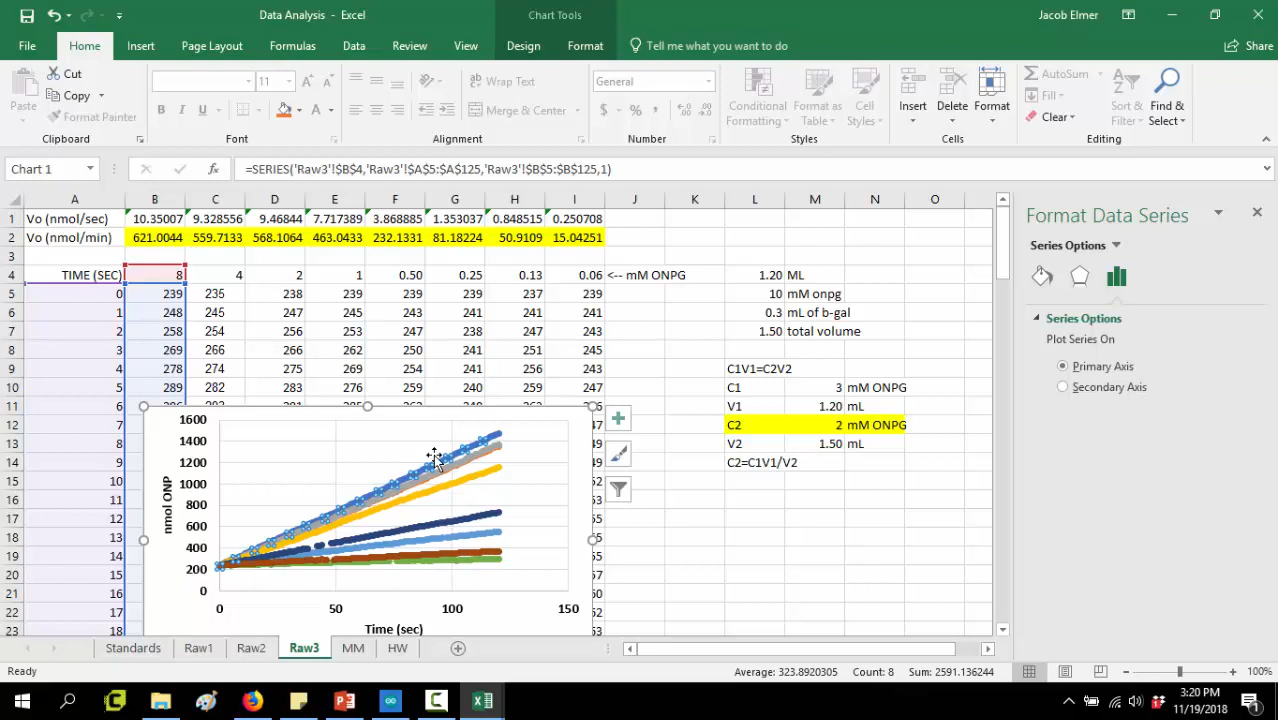 Data Analysis - Excel
Chart Tools
Jacob Elmer
File Home Insert Page Layout Formulas Data Review View Design Format Tell me what you want to do Share
Cut
Copy
Format Painter
Paste
11
Wrap Text
Merge & Center
General
Conditional Formatting
Format as Table
Cell Styles
Insert Delete Format
AutoSum
Fill
Clear
Sort & Filter
Find & Select
Clipboard Font Alignment Number Styles Cells Editing
Chart 1 =SERIES('Raw3'!$B$4,'Raw3'!$A$5:$A$125,'Raw3'!$B$5:$B$125,1)
A B C D E F G H I J K L M N O
1 Vo (nmol/sec) 10.35007 9.328556 9.46844 7.717389 3.868885 1.353037 0.848515 0.250708
2 Vo (nmol/min) 621.0044 559.7133 568.1064 463.0433 232.1331 81.18224 50.9109 15.04251
3
4 TIME (SEC) 8 4 2 1 0.50 0.25 0.13 0.06 <-- mM ONPG 1.20 ML
5 0 239 235 238 239 239 239 237 239 10 mM onpg
6 1 248 245 247 245 243 241 241 241 0.3 mL of b-gal
7 2 258 254 256 253 247 238 247 243 1.50 total volume
8 3 269 266 266 262 250 241 251 245
9 4 278 274 275 269 254 241 253 247 C1V1=C2V2
10 5 289 282 283 276 259 240 259 247 C1 3 mM ONPG
11 6 V1 1.20 mL
12 7 C2 2 mM ONPG
13 8 V2 1.50 mL
14 9 C2=C1V1/V2
15 10
16 11
17 12
18 13
19 14
20 15
21 16
22 17
23 18
1600
1400
1200
1000
800
600
400
200
0
nmol ONP
0 50 100 150
Time (sec)
Format Data Series
Series Options
Series Options
Plot Series On
Primary Axis
Secondary Axis
Standards Raw1 Raw2 Raw3 MM HW
Ready Average: 323.8920305 Count: 8 Sum: 2591.136244 100%
3:20 PM
11/19/2018